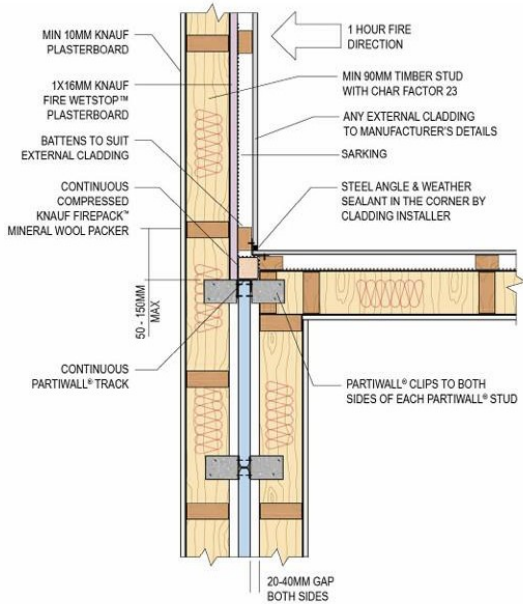 MIN 10MM KNAUF
PLASTERBOARD
1X16MM KNAUF
FIRE WETSTOP™
PLASTERBOARD
BATTENS TO SUIT
EXTERNAL CLADDING
CONTINUOUS
COMPRESSED
KNAUF FIREPACK™
MINERAL WOOL PACKER
50 - 150MM
MAX
CONTINUOUS
PARTIWALL® TRACK
1 HOUR FIRE
DIRECTION
MIN 90MM TIMBER STUD
WITH CHAR FACTOR 23
ANY EXTERNAL CLADDING
TO MANUFACTURER'S DETAILS
SARKING
STEEL ANGLE & WEATHER
SEALANT IN THE CORNER BY
CLADDING INSTALLER
PARTIWALL® CLIPS TO BOTH
SIDES OF EACH PARTIWALL® STUD
20-40MM GAP
BOTH SIDES